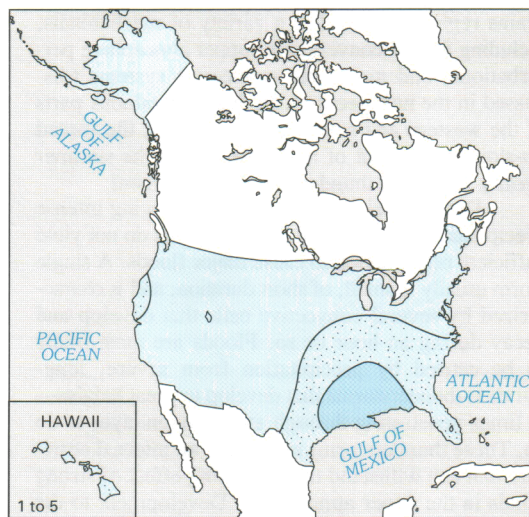 GULF
OF
ALASKA
PACIFIC
OCEAN
ATLANTIC
OCEAN
GULF OF
MEXICO
HAWAII
1 to 5